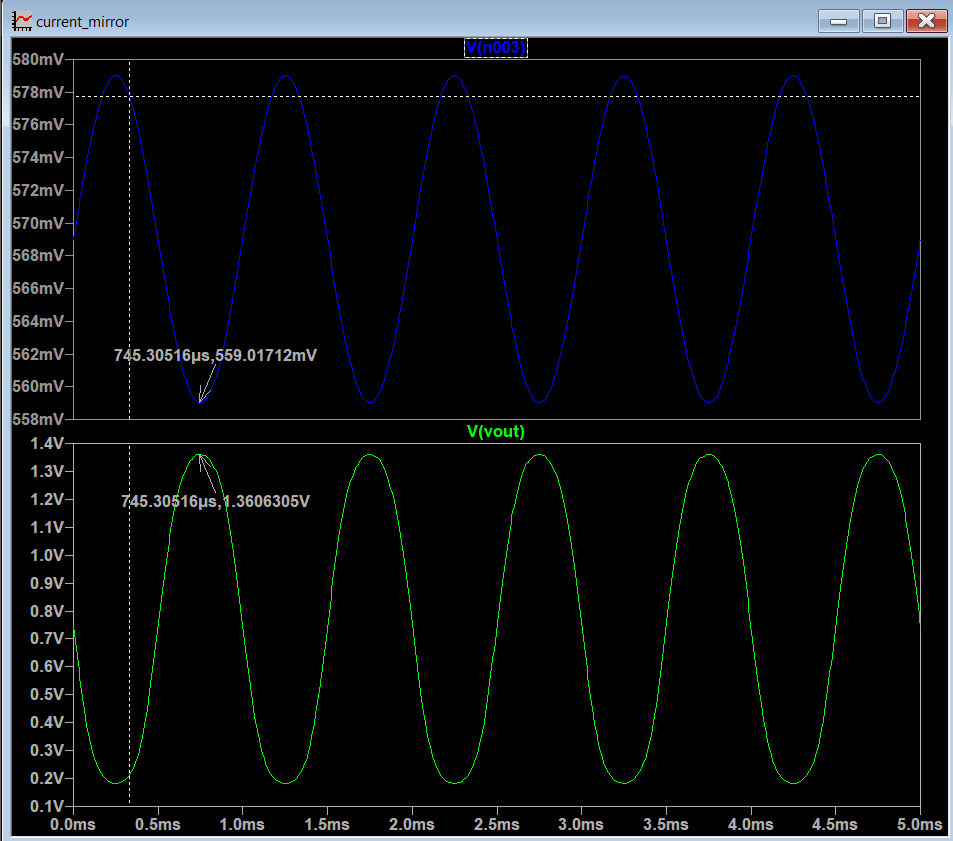 current_mirror
V(n003)
580mV
578mV
576mV
574mV
572mV
570mV
568mV
566mV
564mV
562mV
560mV
558mV
745.30516µs,559.01712mV
V(vout)
1.4V
1.3V
1.2V
1.1V
1.0V
0.9V
0.8V
0.7V
0.6V
0.5V
0.4V
0.3V
0.2V
0.1V
745.30516µs,1.3606305V
0.0ms 0.5ms 1.0ms 1.5ms 2.0ms 2.5ms 3.0ms 3.5ms 4.0ms 4.5ms 5.0ms